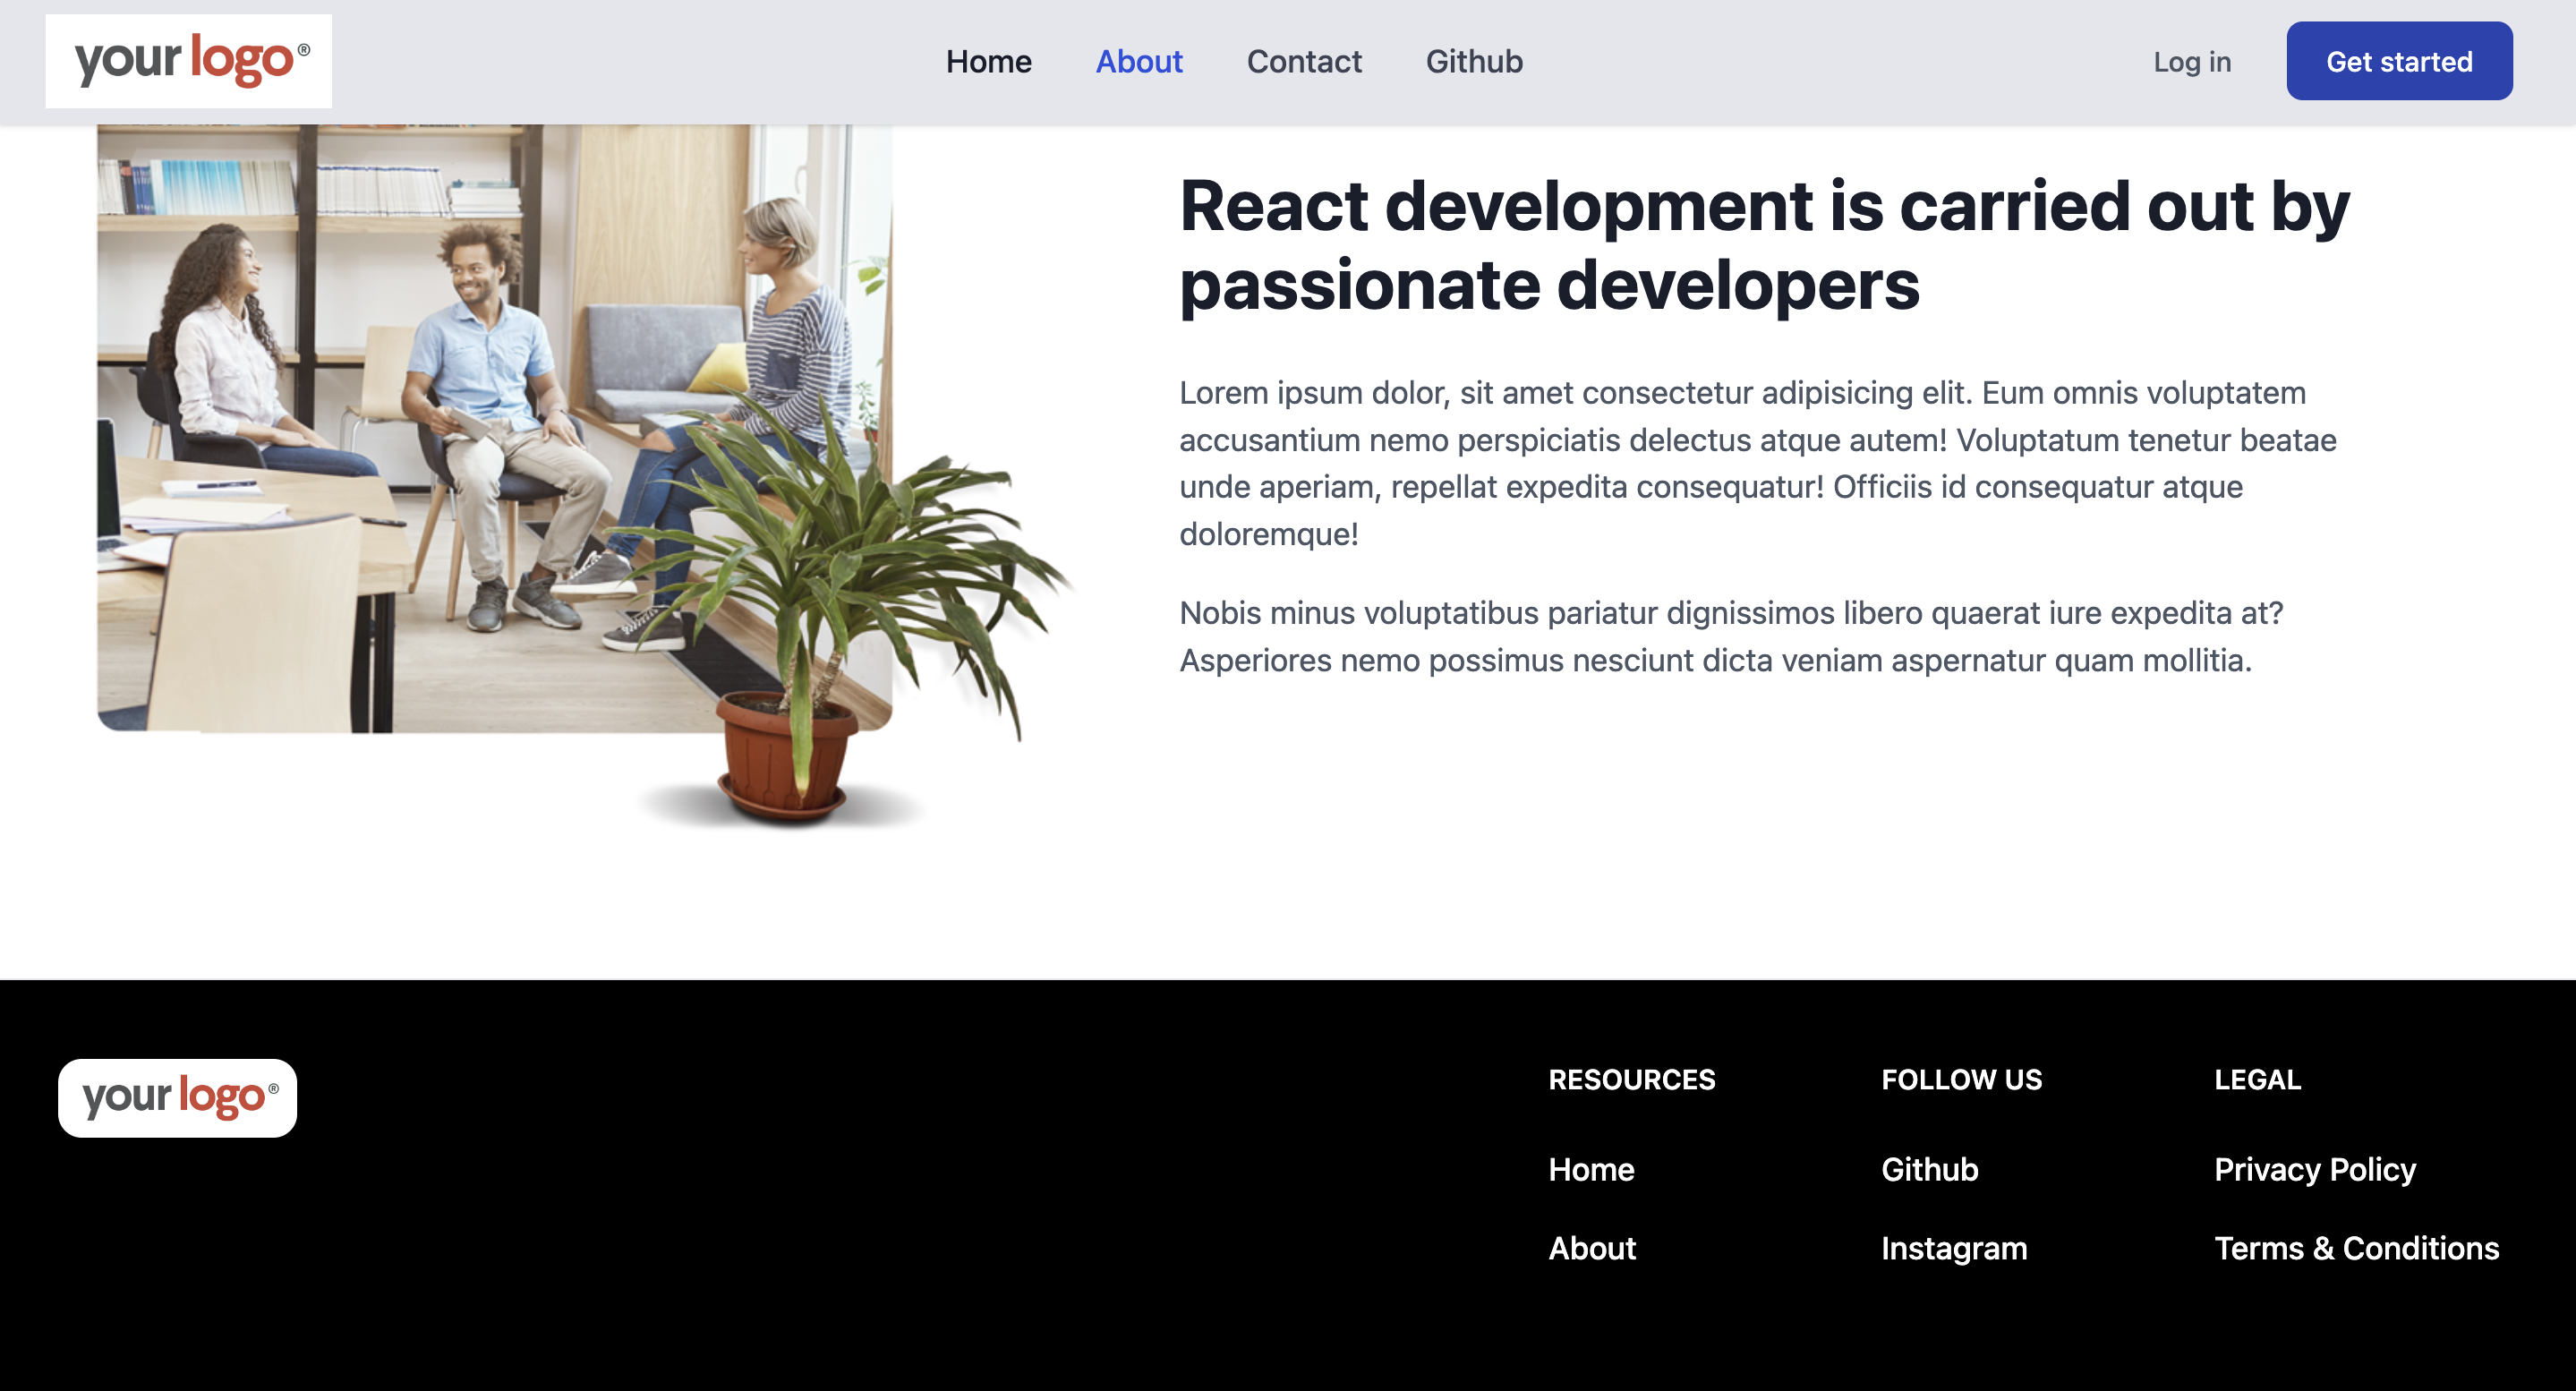 your logo®
Home About Contact Github
Log in Get started
React development is carried out by
passionate developers
Lorem ipsum dolor, sit amet consectetur adipisicing elit. Eum omnis voluptatem
accusantium nemo perspiciatis delectus atque autem! Voluptatum tenetur beatae
unde aperiam, repellat expedita consequatur! Officiis id consequatur atque
doloremque!
Nobis minus voluptatibus pariatur dignissimos libero quaerat iure expedita at?
Asperiores nemo possimus nesciunt dicta veniam aspernatur quam mollitia.
your logo®
RESOURCES
Home
About
FOLLOW US
Github
Instagram
LEGAL
Privacy Policy
Terms & Conditions